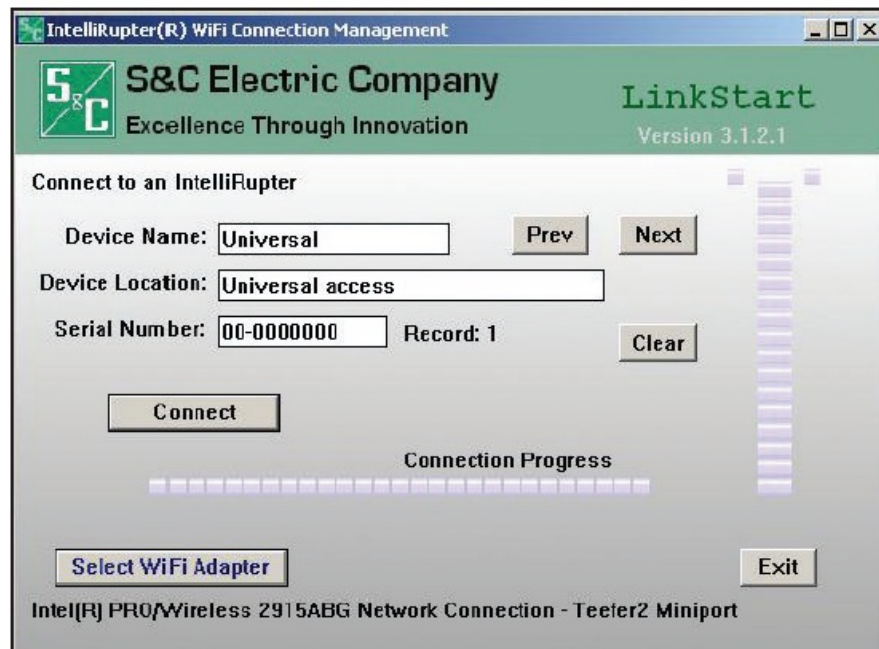 IntelliRupter(R) WiFi Connection Management
S&C
S&C Electric Company
Excellence Through Innovation
LinkStart
Version 3.1.2.1
Connect to an IntelliRupter
Device Name: Universal Prev Next
Device Location: Universal access
Serial Number: 00-0000000 Record: 1
Clear
Connect
Connection Progress
Select WiFi Adapter Exit
Intel(R) PRO/Wireless 2915ABG Network Connection - Teefer2 Miniport